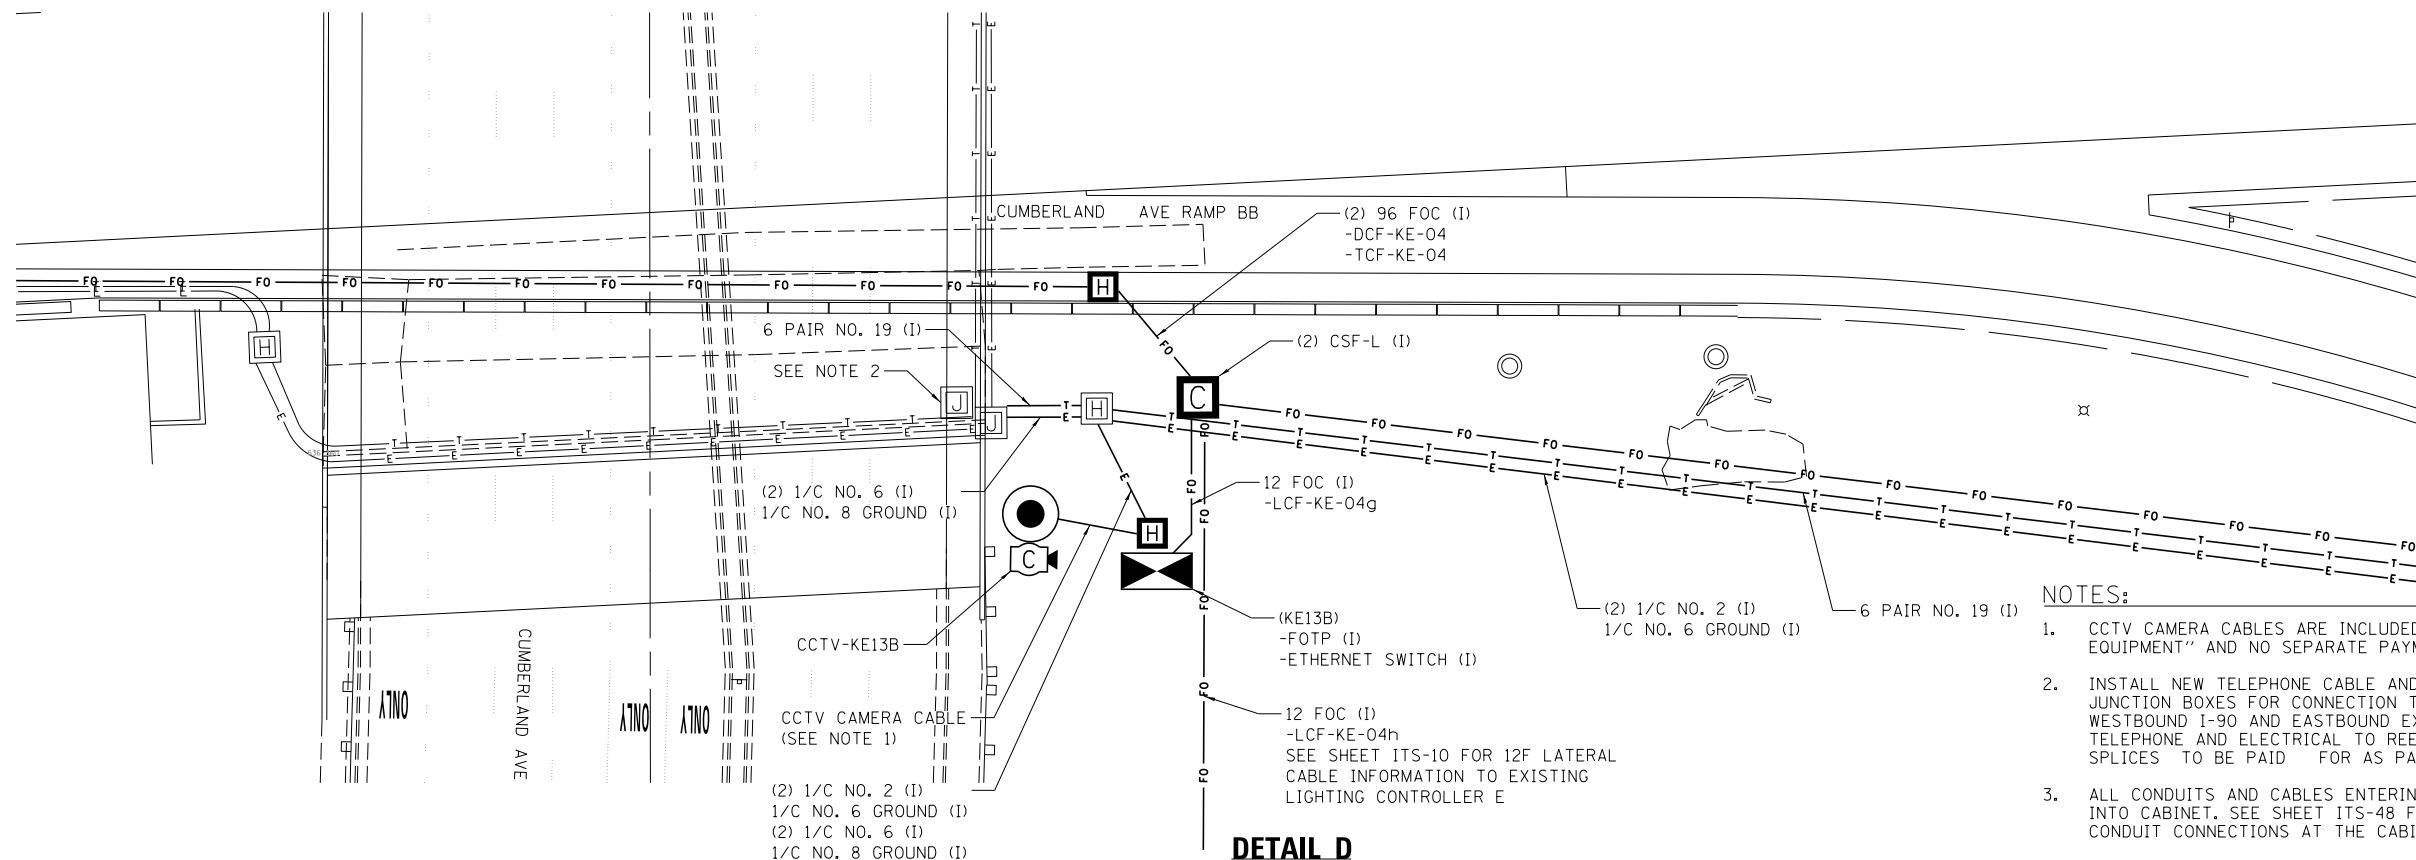 CUMBERLAND AVE RAMP BB
(2) 96 FOC (I)
-DCF-KE-04
-TCF-KE-04
6 PAIR NO. 19 (I)
(2) CSF-L (I)
SEE NOTE 2
H
H
C
J
J
H
(2) 1/C NO. 6 (I)
1/C NO. 8 GROUND (I)
12 FOC (I)
-LCF-KE-04g
H
C
CCTV-KE13B
(KE13B)
-FOTP (I)
-ETHERNET SWITCH (I)
(2) 1/C NO. 2 (I)
1/C NO. 6 GROUND (I)
6 PAIR NO. 19 (I)
CUMBERLAND AVE
ONLY
ONLY
ONLY
CCTV CAMERA CABLE
(SEE NOTE 1)
(2) 1/C NO. 2 (I)
1/C NO. 6 GROUND (I)
(2) 1/C NO. 6 (I)
1/C NO. 8 GROUND (I)
12 FOC (I)
-LCF-KE-04h
SEE SHEET ITS-10 FOR 12F LATERAL
CABLE INFORMATION TO EXISTING
LIGHTING CONTROLLER E
DETAIL D
NOTES:
1. CCTV CAMERA CABLES ARE INCLUDED
EQUIPMENT" AND NO SEPARATE PAYM
2. INSTALL NEW TELEPHONE CABLE AND
JUNCTION BOXES FOR CONNECTION T
WESTBOUND I-90 AND EASTBOUND EX
TELEPHONE AND ELECTRICAL TO REE
SPLICES TO BE PAID FOR AS PA
3. ALL CONDUITS AND CABLES ENTERIN
INTO CABINET. SEE SHEET ITS-48 F
CONDUIT CONNECTIONS AT THE CABI